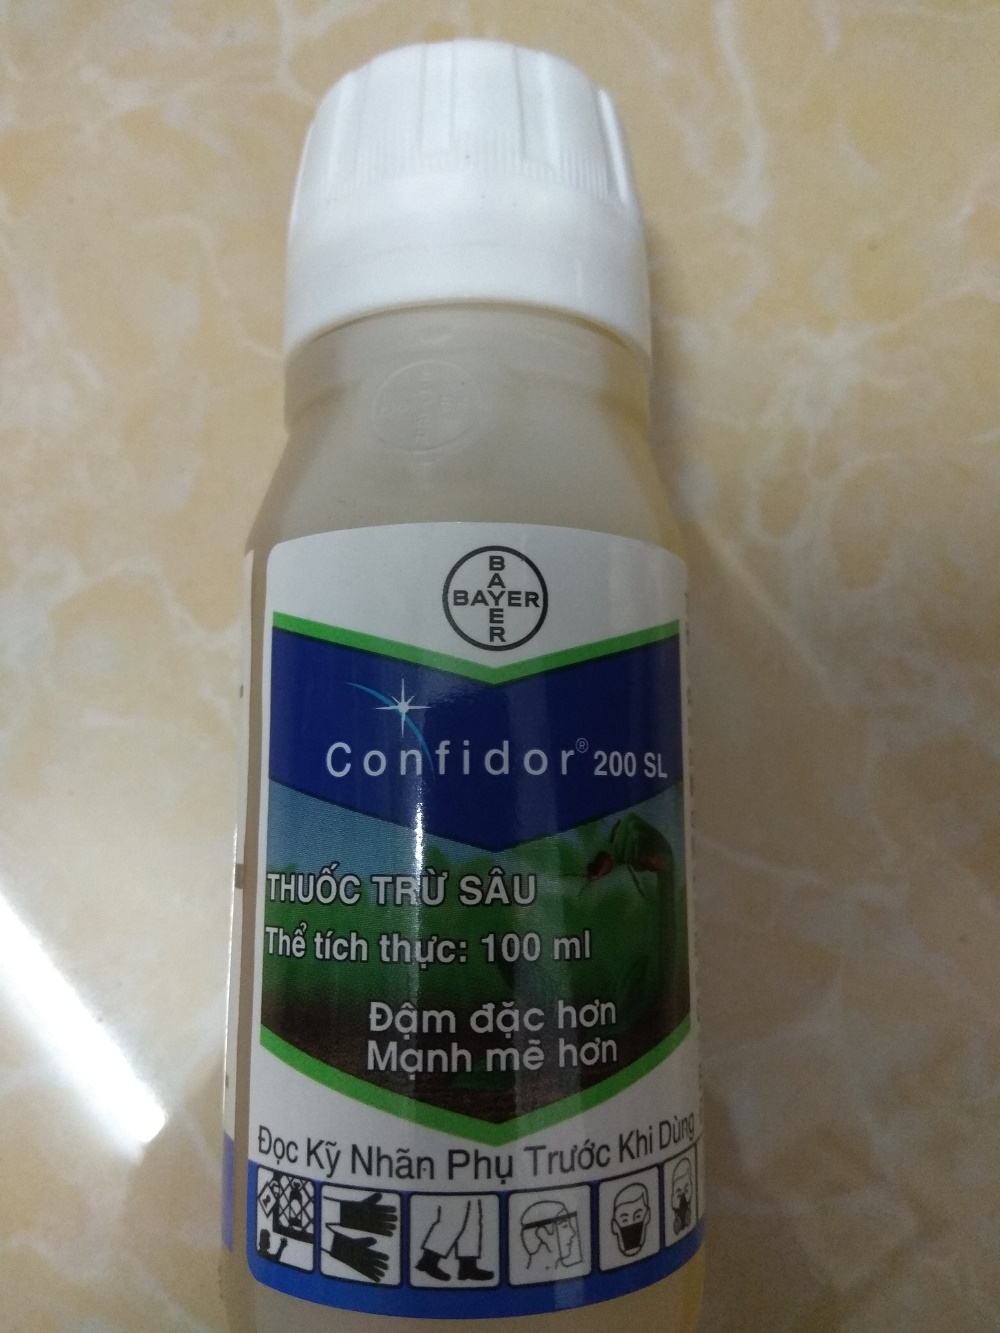 BAYER
BAYER
Confidor® 200 SL
THUỐC TRỪ SÂU
Thể tích thực: 100 ml
Đậm đặc hơn
Mạnh mẽ hơn
Đọc Kỹ Nhãn Phụ Trước Khi Dùng